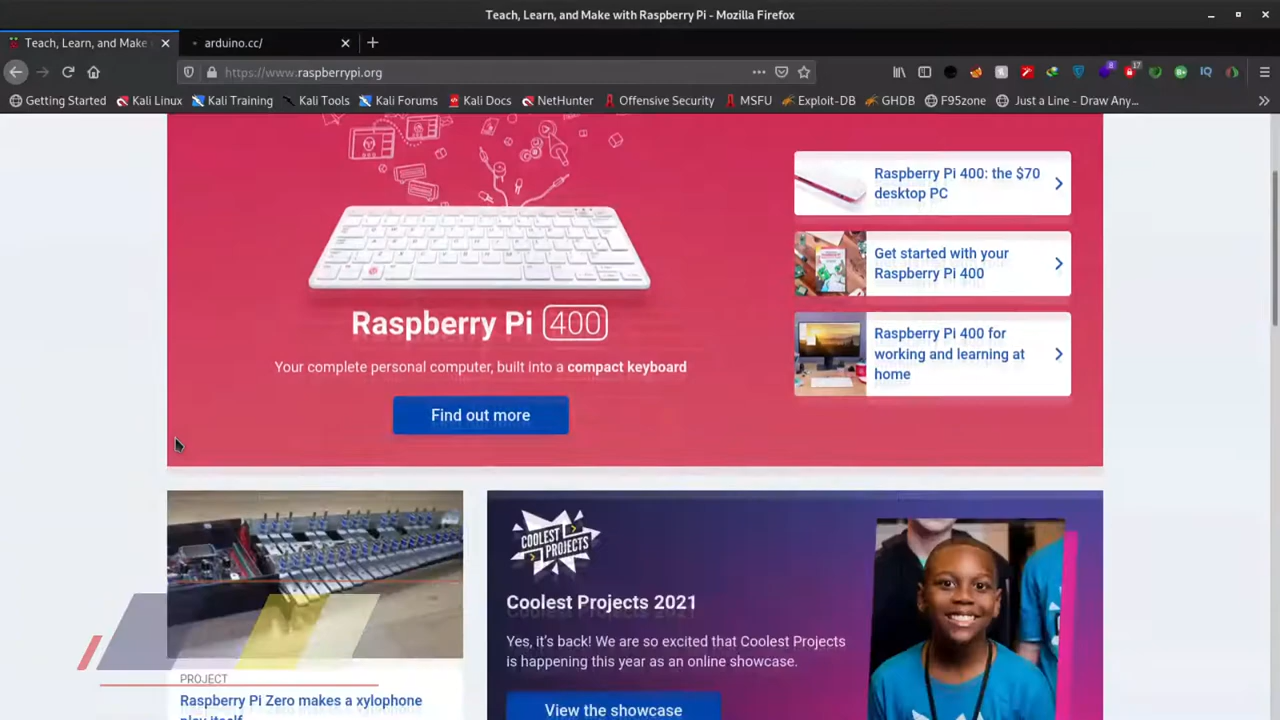 Teach, Learn, and Make with Raspberry Pi - Mozilla Firefox
Teach, Learn, and Make
arduino.cc/
https://www.raspberrypi.org
8
17
IQ
Getting Started
Kali Linux
Kali Training
Kali Tools
Kali Forums
Kali Docs
NetHunter
Offensive Security
MSFU
Exploit-DB
GHDB
F95zone
Just a Line - Draw Any...
Raspberry Pi 400: the $70
desktop PC
Get started with your
Raspberry Pi 400
Raspberry Pi 400 for
working and learning at
home
Raspberry Pi 400
Your complete personal computer, built into a compact keyboard
Find out more
COOLEST
PROJECTS
Coolest Projects 2021
Yes, it's back! We are so excited that Coolest Projects
is happening this year as an online showcase.
View the showcase
PROJECT
Raspberry Pi Zero makes a xylophone
play itself